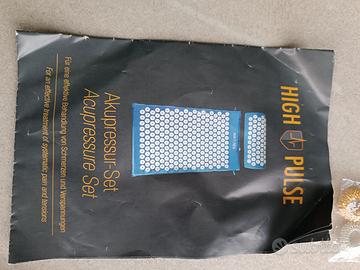 HIGH PULSE
Akupressur-Set
Acupressure Set
Für eine effektive Behandlung von Schmerzen und Verspannungen
For an effective treatment of systematic pain and tensions